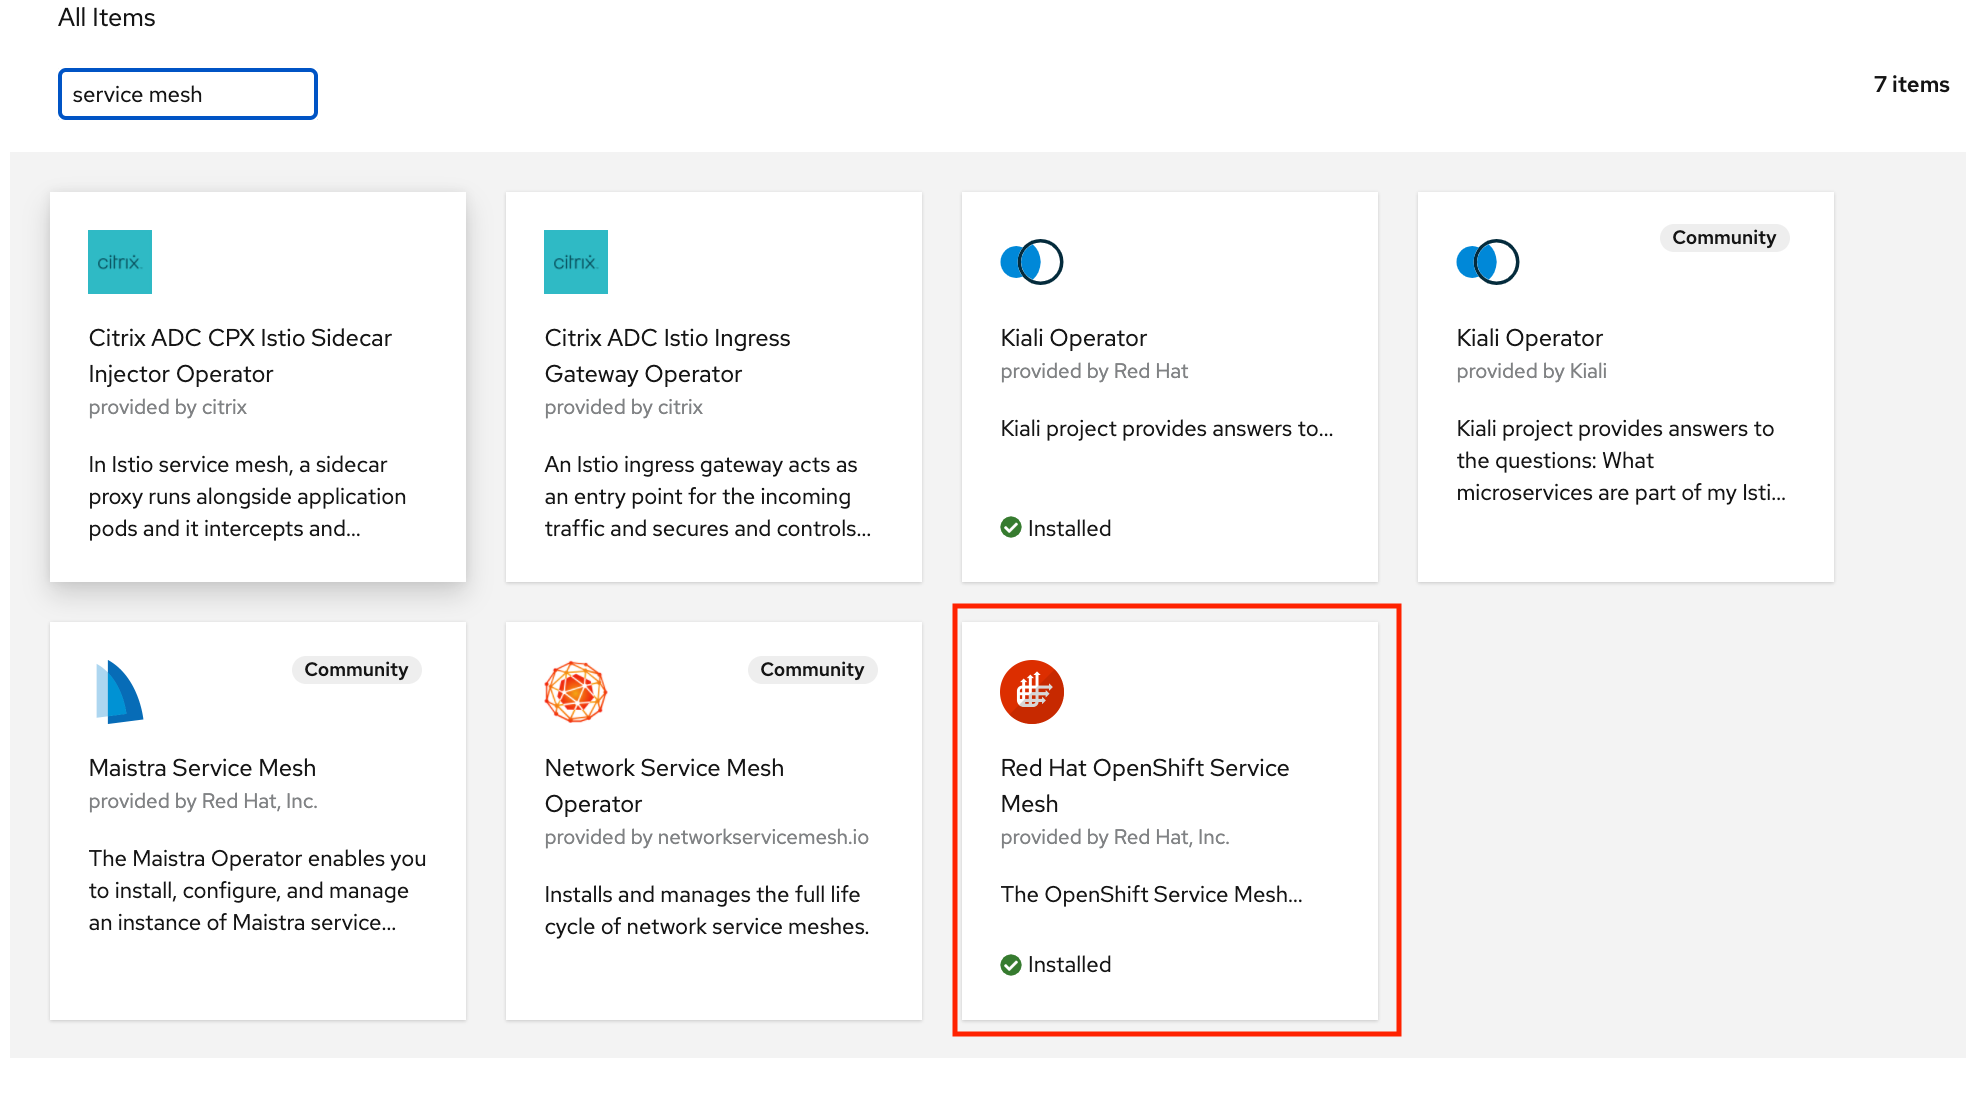 All Items
service mesh
7 items
citrix.
Citrix ADC CPX Istio Sidecar
Injector Operator
provided by citrix
In Istio service mesh, a sidecar
proxy runs alongside application
pods and it intercepts and...
citrix.
Citrix ADC Istio Ingress
Gateway Operator
provided by citrix
An Istio ingress gateway acts as
an entry point for the incoming
traffic and secures and controls...
Kiali Operator
provided by Red Hat
Kiali project provides answers to...
Installed
Community
Kiali Operator
provided by Kiali
Kiali project provides answers to
the questions: What
microservices are part of my Isti...
Community
Maistra Service Mesh
provided by Red Hat, Inc.
The Maistra Operator enables you
to install, configure, and manage
an instance of Maistra service...
Community
Network Service Mesh
Operator
provided by networkservicemesh.io
Installs and manages the full life
cycle of network service meshes.
Red Hat OpenShift Service
Mesh
provided by Red Hat, Inc.
The OpenShift Service Mesh...
Installed